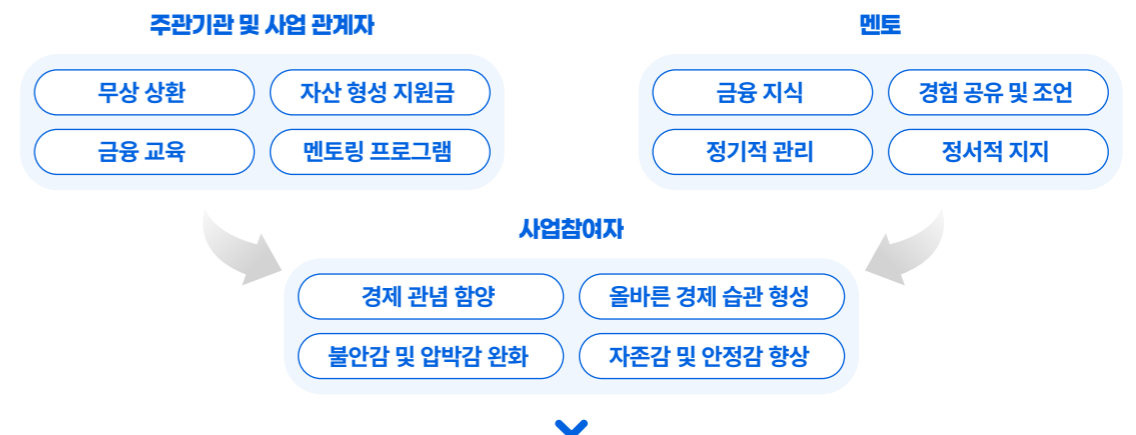 주관기관 및 사업 관계자
무상 상환
자산 형성 지원금
금융 교육
멘토링 프로그램
멘토
금융 지식
경험 공유 및 조언
정기적 관리
정서적 지지
사업참여자
경제 관념 함양
올바른 경제 습관 형성
불안감 및 압박감 완화
자존감 및 안정감 향상